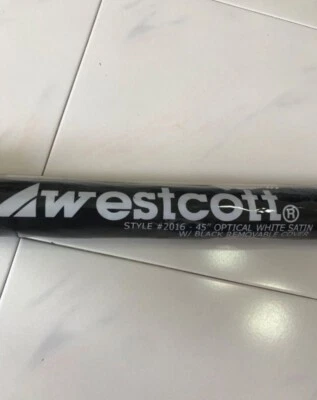 westcott®
STYLE #2016 - 45" OPTICAL WHITE SATIN
W/ BLACK REMOVABLE COVER